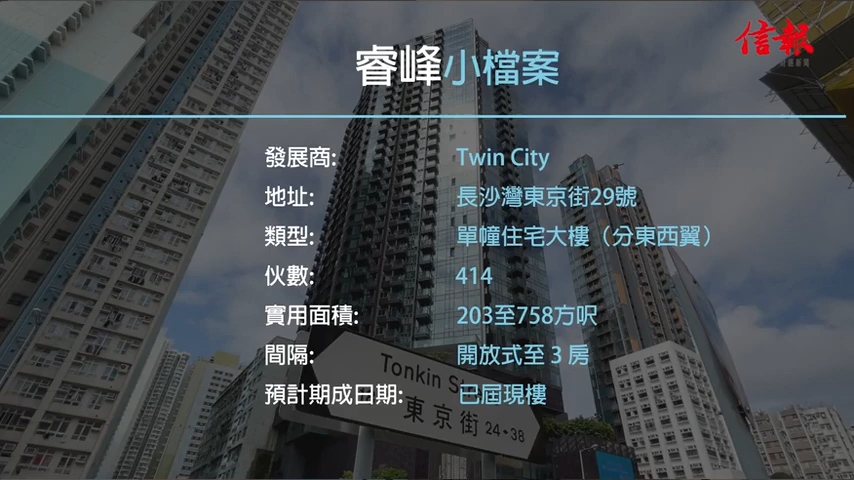 信報
睿峰小檔案
發展商: Twin City
地址: 長沙灣東京街29號
類型: 單幢住宅大樓（分東西翼）
伙數: 414
實用面積: 203至758方呎
間隔: 開放式至 3 房
預計期成日期: 已屆現樓
Tonkin S
東京街 24-38